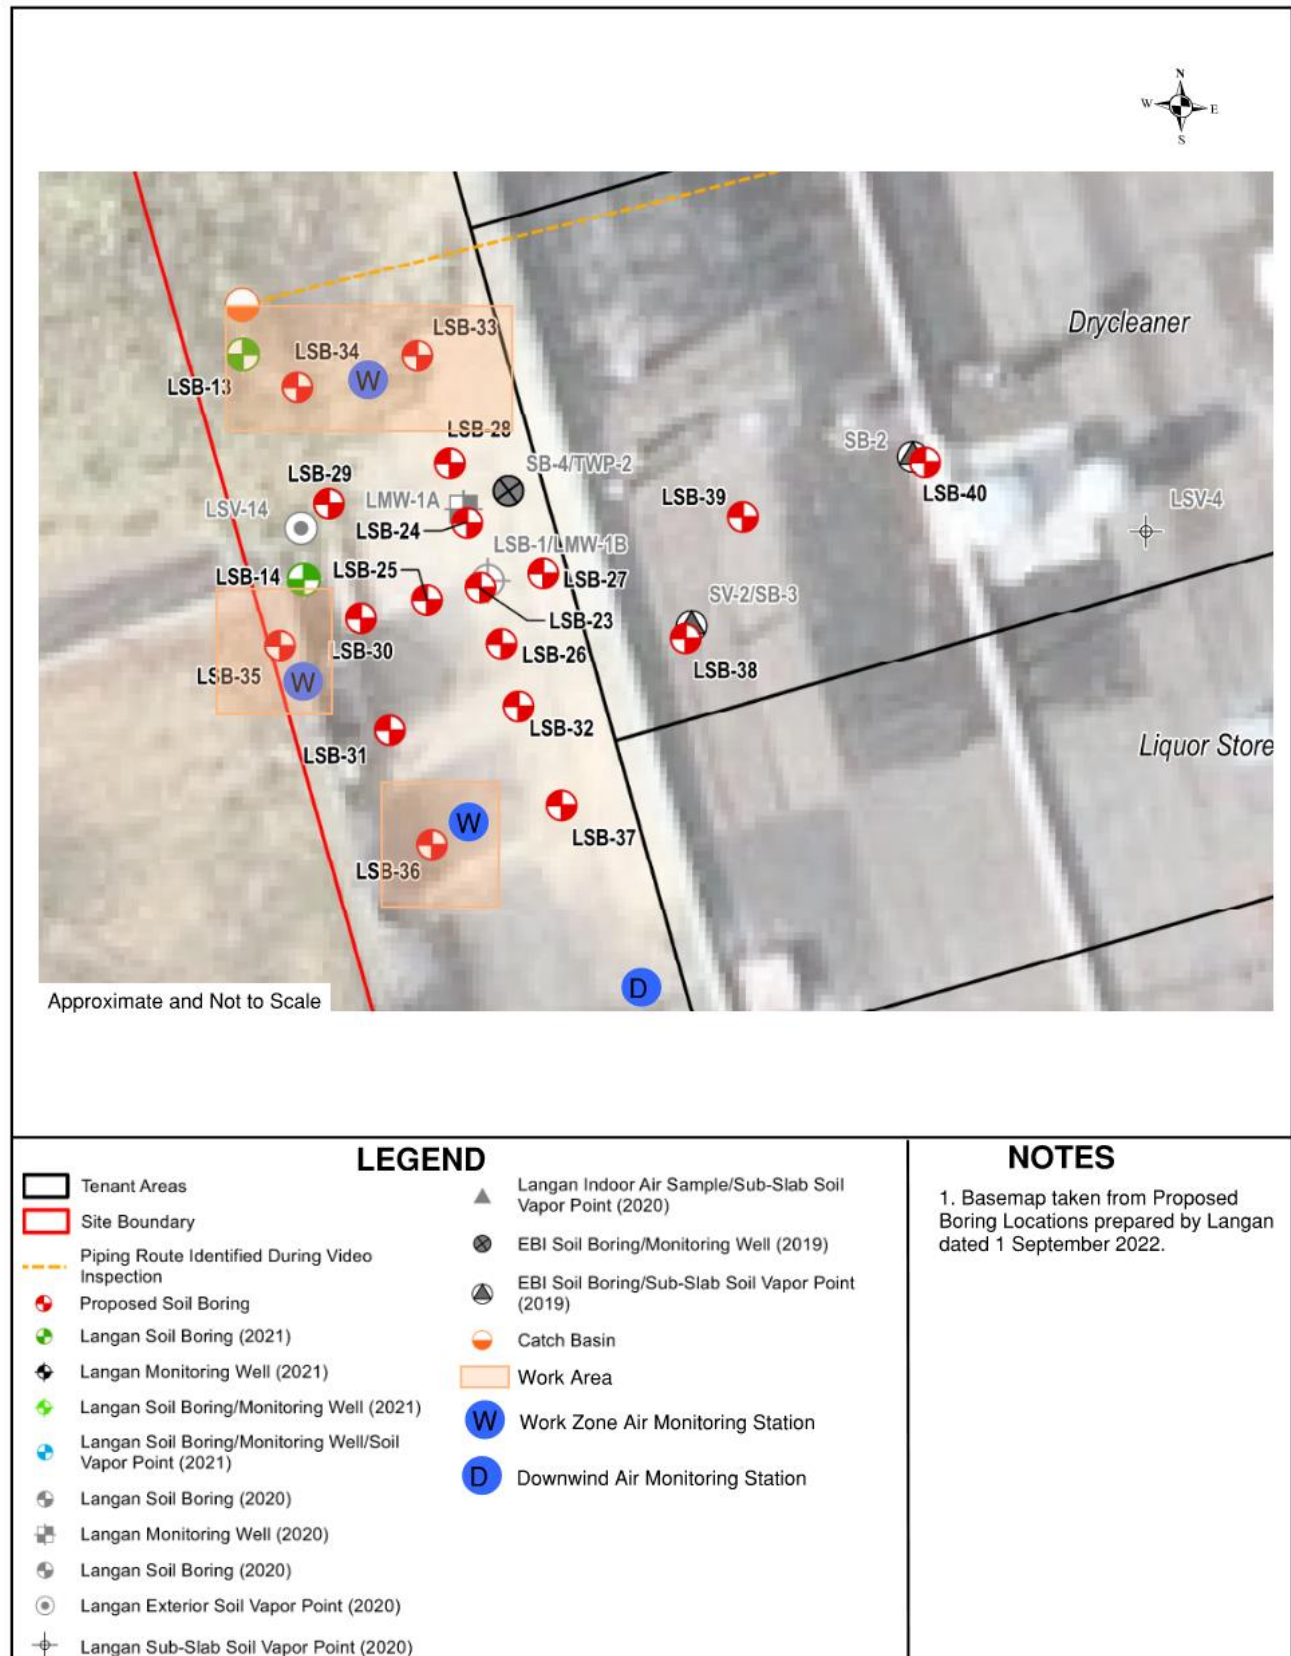 N
W
E
S
Drycleaner
LSB-33
LSB-34
W
LSB-13
LSB-28
SB-2
SB-4/TWP-2
LSB-29
LSB-40
LMW-1A
LSB-39
LSV-14
LSV-4
LSB-24
LSB-1/LMW-1B
LSB-25
LSB-14
LSB-27
SV-2/SB-3
LSB-23
LSB-30
LSB-26
LSB-38
LSB-35
W
LSB-32
LSB-31
Liquor Store
W
LSB-37
LSB-36
D
Approximate and Not to Scale
LEGEND
Tenant Areas
Site Boundary
Piping Route Identified During Video
Inspection
Proposed Soil Boring
Langan Soil Boring (2021)
Langan Monitoring Well (2021)
Langan Soil Boring/Monitoring Well (2021)
Langan Soil Boring/Monitoring Well/Soil
Vapor Point (2021)
Langan Soil Boring (2020)
Langan Monitoring Well (2020)
Langan Soil Boring (2020)
Langan Exterior Soil Vapor Point (2020)
Langan Sub-Slab Soil Vapor Point (2020)
Langan Indoor Air Sample/Sub-Slab Soil
Vapor Point (2020)
EBI Soil Boring/Monitoring Well (2019)
EBI Soil Boring/Sub-Slab Soil Vapor Point
(2019)
Catch Basin
Work Area
W Work Zone Air Monitoring Station
D Downwind Air Monitoring Station
NOTES
1. Basemap taken from Proposed
Boring Locations prepared by Langan
dated 1 September 2022.